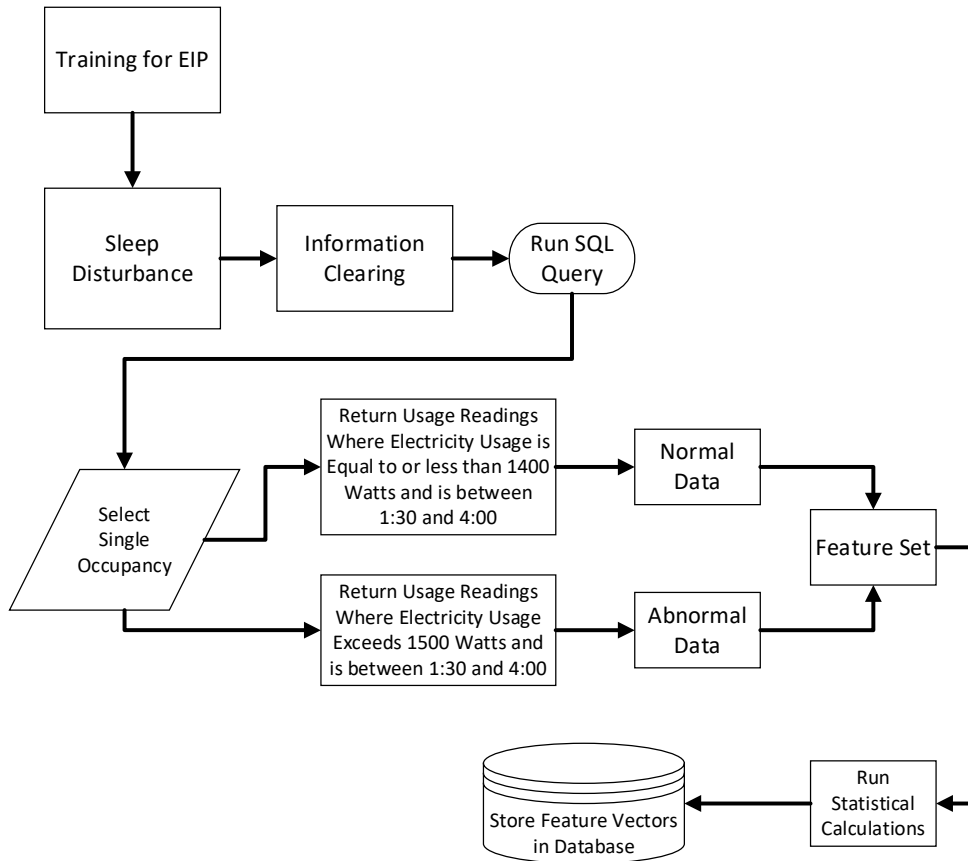 Training for EIP
Sleep
Disturbance
Information
Clearing
Run SQL
Query
Select
Single
Occupancy
Return Usage Readings
Where Electricity Usage is
Equal to or less than 1400
Watts and is between
1:30 and 4:00
Normal
Data
Return Usage Readings
Where Electricity Usage
Exceeds 1500 Watts and
is between 1:30 and 4:00
Abnormal
Data
Feature Set
Run
Statistical
Calculations
Store Feature Vectors
in Database